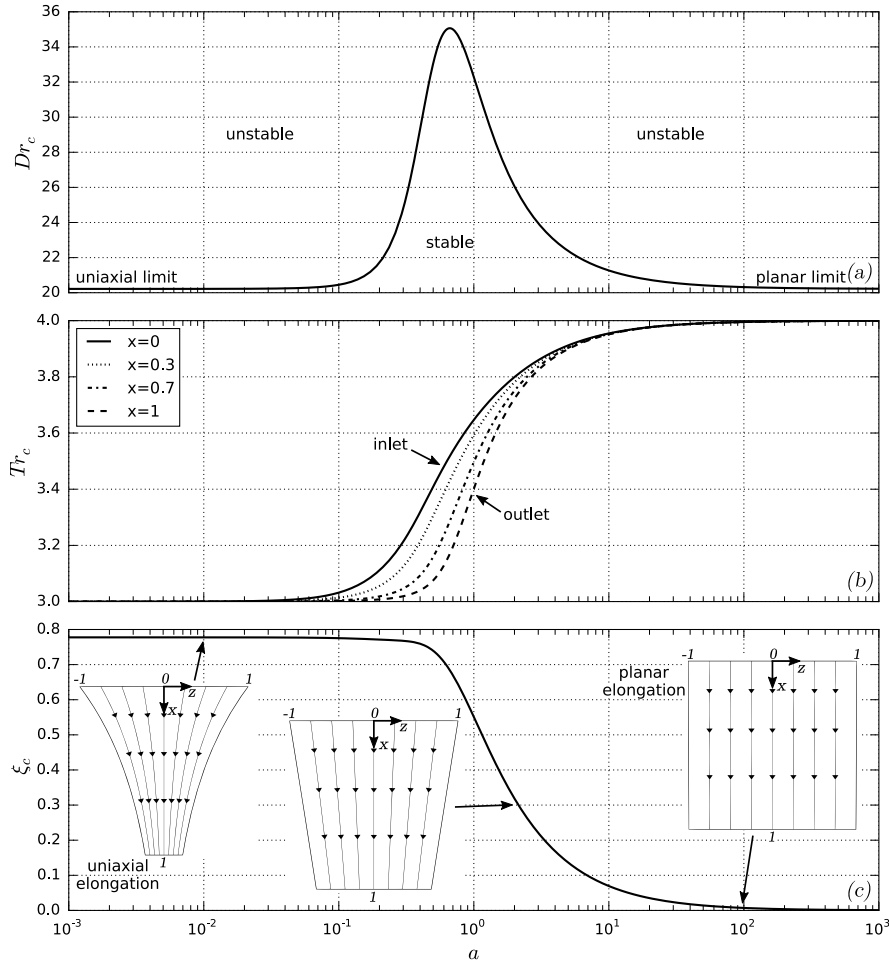 36
34
32
30
28
26
24
22
20
Dr_c
unstable
unstable
stable
uniaxial limit
planar limit
(a)
4.0
3.8
3.6
3.4
3.2
3.0
Tr_c
x=0
x=0.3
x=0.7
x=1
inlet
outlet
(b)
0.8
0.7
0.6
0.5
0.4
0.3
0.2
0.1
0.0
ξ_c
-1 0 1
z
x
1
uniaxial
elongation
-1 0 1
z
x
1
planar
elongation
-1 0 1
z
x
1
(c)
10^-3 10^-2 10^-1 10^0 10^1 10^2 10^3
a